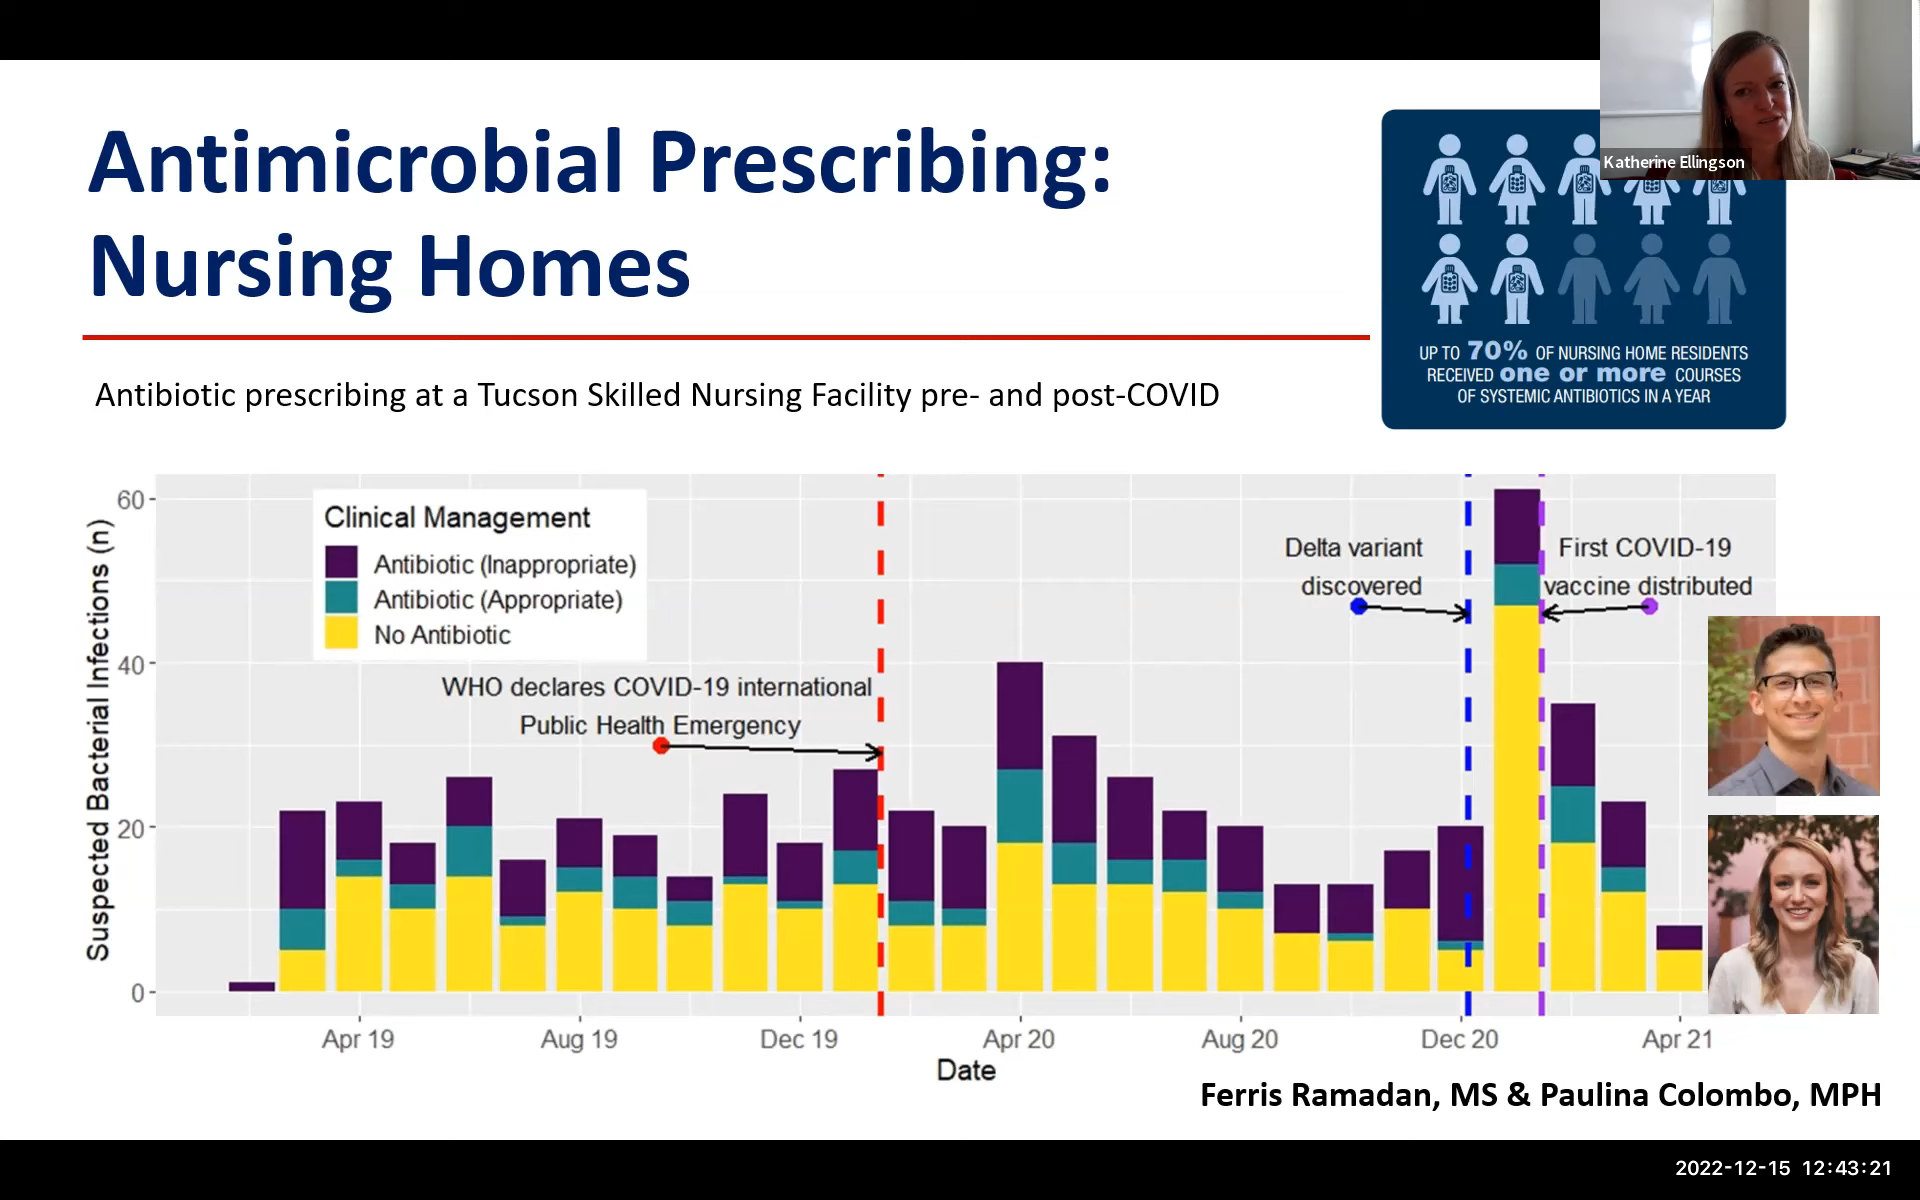 Katherine Ellingson
Antimicrobial Prescribing:
Nursing Homes
UP TO 70% OF NURSING HOME RESIDENTS
RECEIVED one or more COURSES
OF SYSTEMIC ANTIBIOTICS IN A YEAR
Antibiotic prescribing at a Tucson Skilled Nursing Facility pre- and post-COVID
Suspected Bacterial Infections (n)
60
40
20
0
Clinical Management
Antibiotic (Inappropriate)
Antibiotic (Appropriate)
No Antibiotic
WHO declares COVID-19 international
Public Health Emergency
Delta variant
discovered
First COVID-19
vaccine distributed
Apr 19
Aug 19
Dec 19
Apr 20
Aug 20
Dec 20
Apr 21
Date
Ferris Ramadan, MS & Paulina Colombo, MPH
2022-12-15 12:43:21